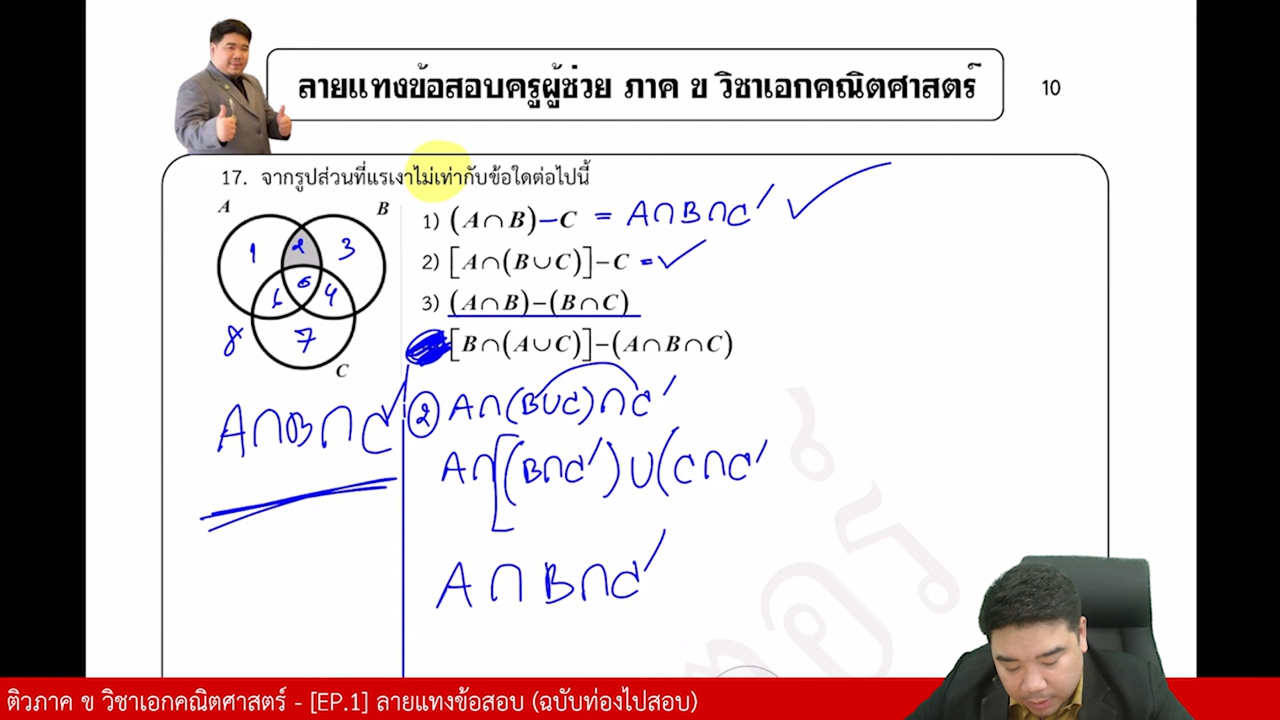 ลายแทงข้อสอบครูผู้ช่วย ภาค ข วิชาเอกคณิตศาสตร์
10
17. จากรูปส่วนที่แรเงาไม่เท่ากับข้อใดต่อไปนี้
A
B
1
2
3
6
4
8
7
C
1) (A∩B)−C = A∩B∩C′ ✓
2) [A∩(B∪C)]−C = ✓
3) (A∩B)−(B∩C)
[B∩(A∪C)]−(A∩B∩C)
A∩B∩C′
② A∩(B∪C)∩C′
A∩[(B∩C′)∪(C∩C′
A∩B∩C′
ติวภาค ข วิชาเอกคณิตศาสตร์ - [EP.1] ลายแทงข้อสอบ (ฉบับท่องไปสอบ)